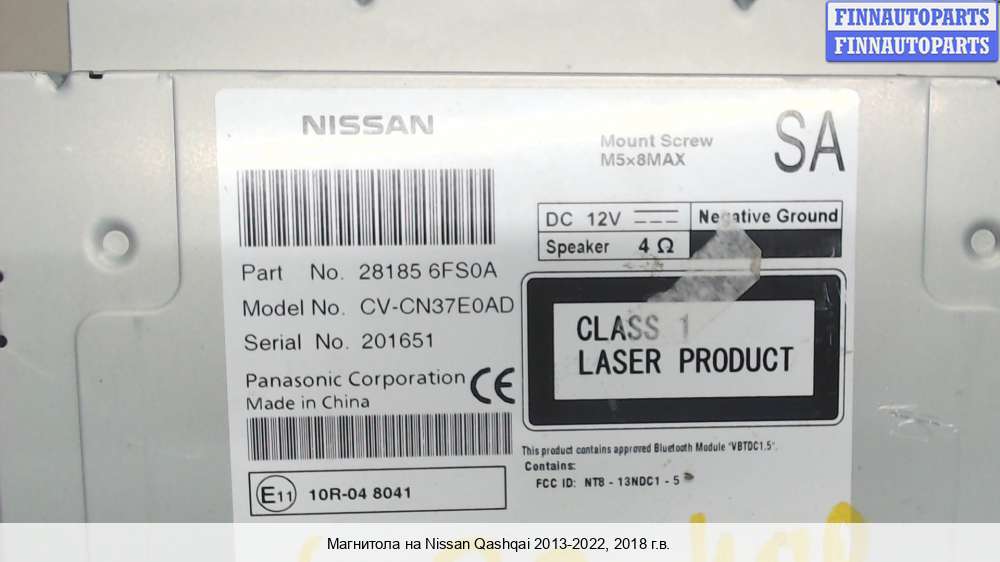 FINNAUTOPARTS
FINNAUTOPARTS
NISSAN
Mount Screw
M5×8MAX
SA
DC 12V
Negative Ground
Speaker 4 Ω
Part No. 28185 6FS0A
Model No. CV-CN37E0AD
Serial No. 201651
Panasonic Corporation
Made in China
CE
CLASS 1
LASER PRODUCT
This product contains approved Bluetooth Module "VBTDC1.5".
Contains:
FCC ID: NT8 - 13NDC1 - 5
E11 10R-04 8041
Магнитола на Nissan Qashqai 2013-2022, 2018 г.в.